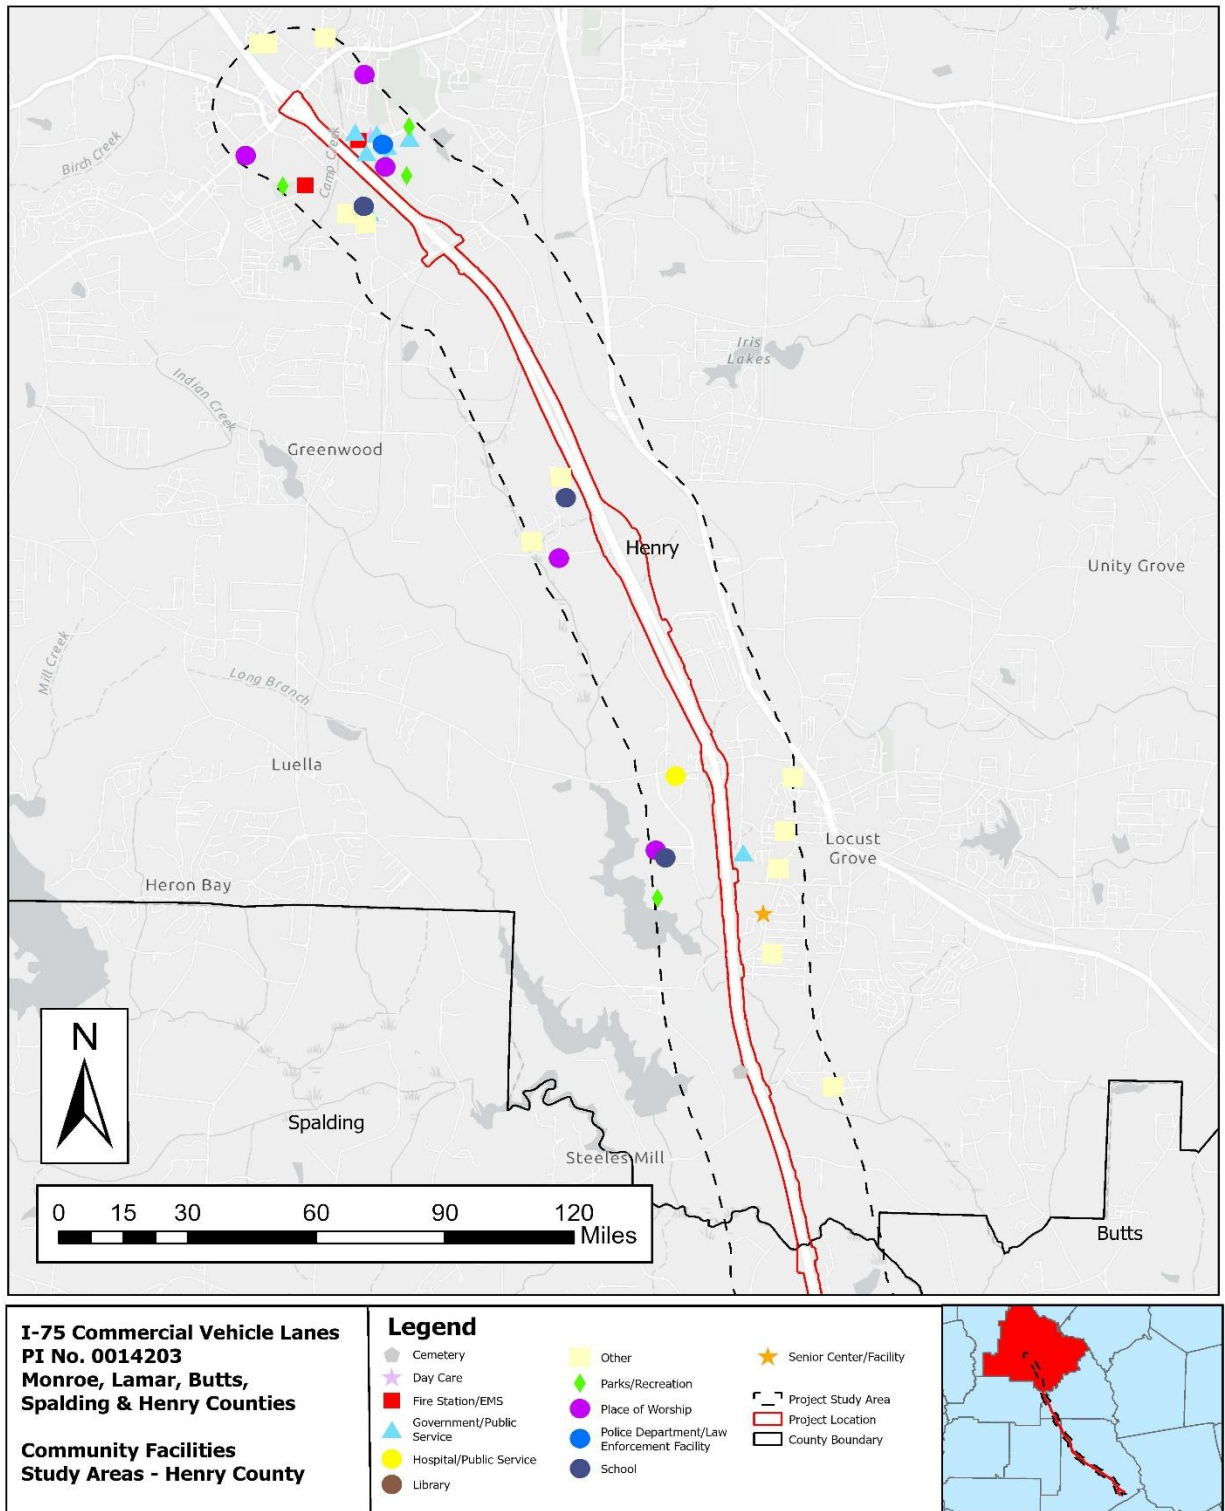 Birch Creek
Camp Creek
Iris
Lakes
Indian Creek
Greenwood
Henry
Unity Grove
Mill Creek
Long Branch
Luella
Locust
Grove
Heron Bay
N
Spalding
Steeles Mill
0 15 30 60 90 120
Miles
Butts
I-75 Commercial Vehicle Lanes
PI No. 0014203
Monroe, Lamar, Butts,
Spalding & Henry Counties
Community Facilities
Study Areas - Henry County
Legend
Cemetery
Day Care
Fire Station/EMS
Government/Public
Service
Hospital/Public Service
Library
Other
Parks/Recreation
Place of Worship
Police Department/Law
Enforcement Facility
School
Senior Center/Facility
Project Study Area
Project Location
County Boundary